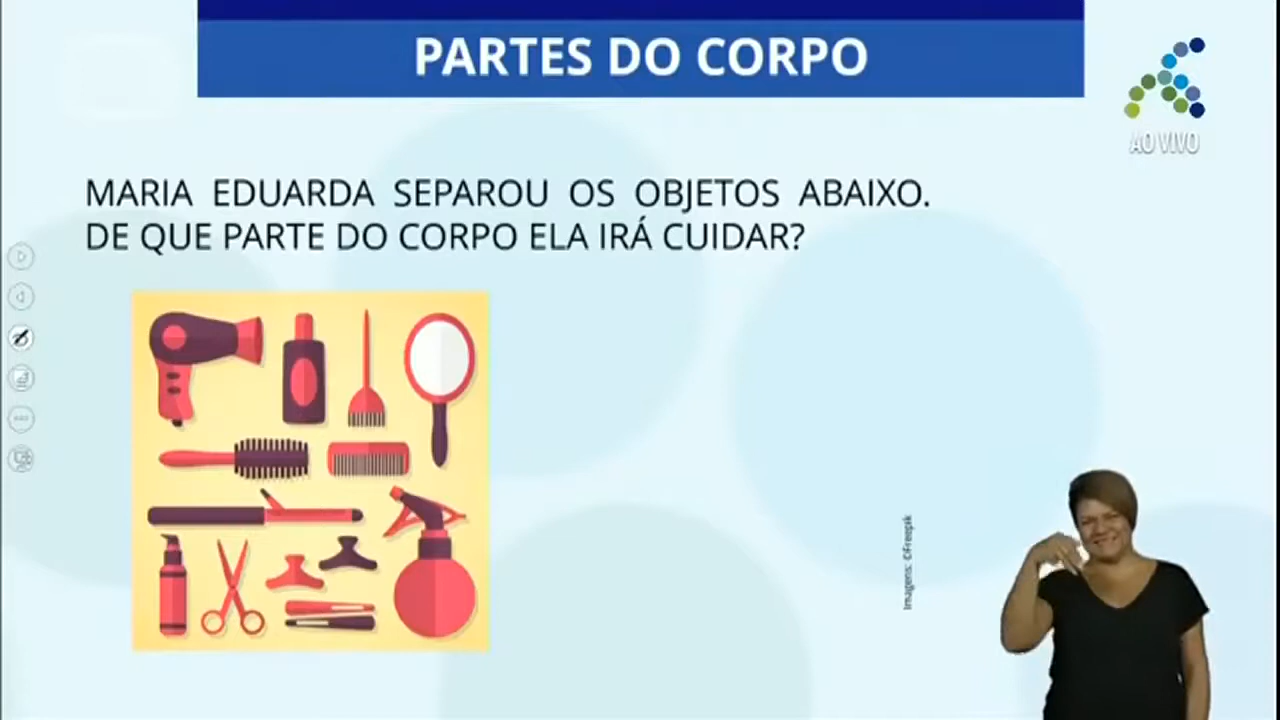 PARTES DO CORPO
AO VIVO
MARIA EDUARDA SEPAROU OS OBJETOS ABAIXO.
DE QUE PARTE DO CORPO ELA IRÁ CUIDAR?
Imagens: ©Freepik